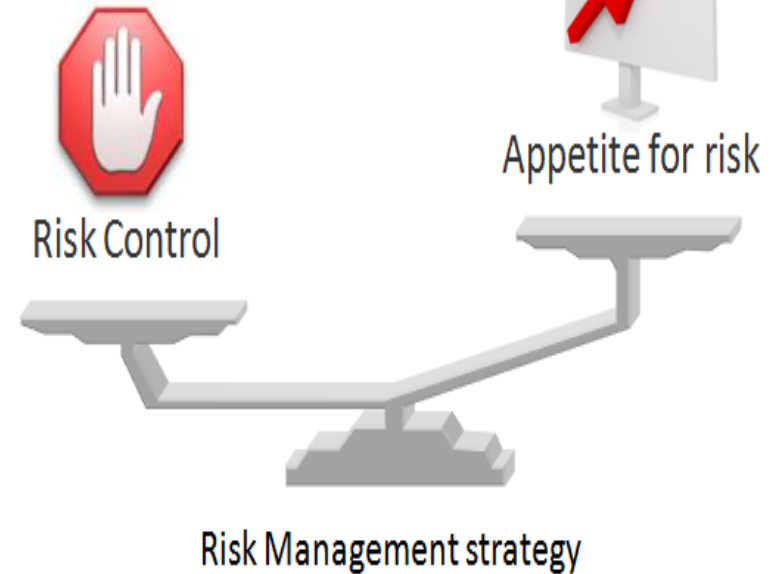 Appetite for risk
Risk Control
Risk Management strategy